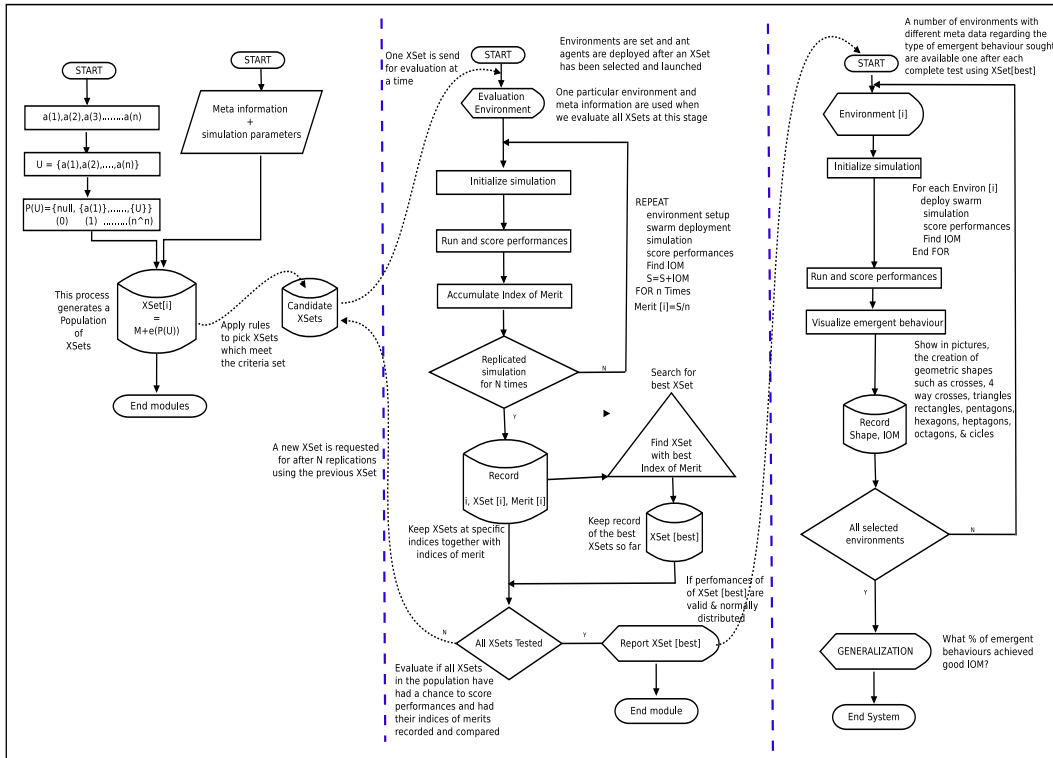 START
START
a(1),a(2),a(3)........a(n)
Meta information
+
simulation parameters
U = {a(1),a(2),....,a(n)}
P(U)={null, {a(1)},......,{U}}
(0) (1) .........(n^n)
This process
generates a
Population
of
XSets
XSet[i]
=
M+e(P(U))
End modules
Apply rules
to pick XSets
which meet
the criteria set
Candidate
XSets
A new XSet is requested
for after N replications
using the previous XSet
One XSet is send
for evaluation at
a time
START
Environments are set and ant
agents are deployed after an XSet
has been selected and launched
Evaluation
Environment
One particular environment and
meta information are used when
we evaluate all XSets at this stage
Initialize simulation
Run and score performances
Accumulate Index of Merit
REPEAT
environment setup
swarm deployment
simulation
score performances
Find IOM
S=S+IOM
FOR n Times
Merit [i]=S/n
Replicated
simulation
for N times
N
Y
Search for
best XSet
Find XSet
with best
Index of Merit
Record
i, XSet [i], Merit [i]
Keep XSets at specific
indices together with
indices of merit
Keep record
of the best
XSets so far
XSet [best]
If perfomances of
of XSet [best] are
valid & normally
distributed
N
All XSets Tested
Y
Report XSet [best]
Evaluate if all XSets
in the population have
had a chance to score
performances and had
their indices of merits
recorded and compared
End module
A number of environments with
different meta data regarding the
type of emergent behaviour sought
are available one after each
complete test using XSet[best]
START
Environment [i]
Initialize simulation
For each Environ [i]
deploy swarm
simulation
score performances
Find IOM
End FOR
Run and score performances
Visualize emergent behaviour
Show in pictures,
the creation of
geometric shapes
such as crosses, 4
way crosses, triangles
rectangles, pentagons,
hexagons, heptagons,
octagons, & cicles
Record
Shape, IOM
All selected
environments
N
Y
GENERALIZATION
What % of emergent
behaviours achieved
good IOM?
End System